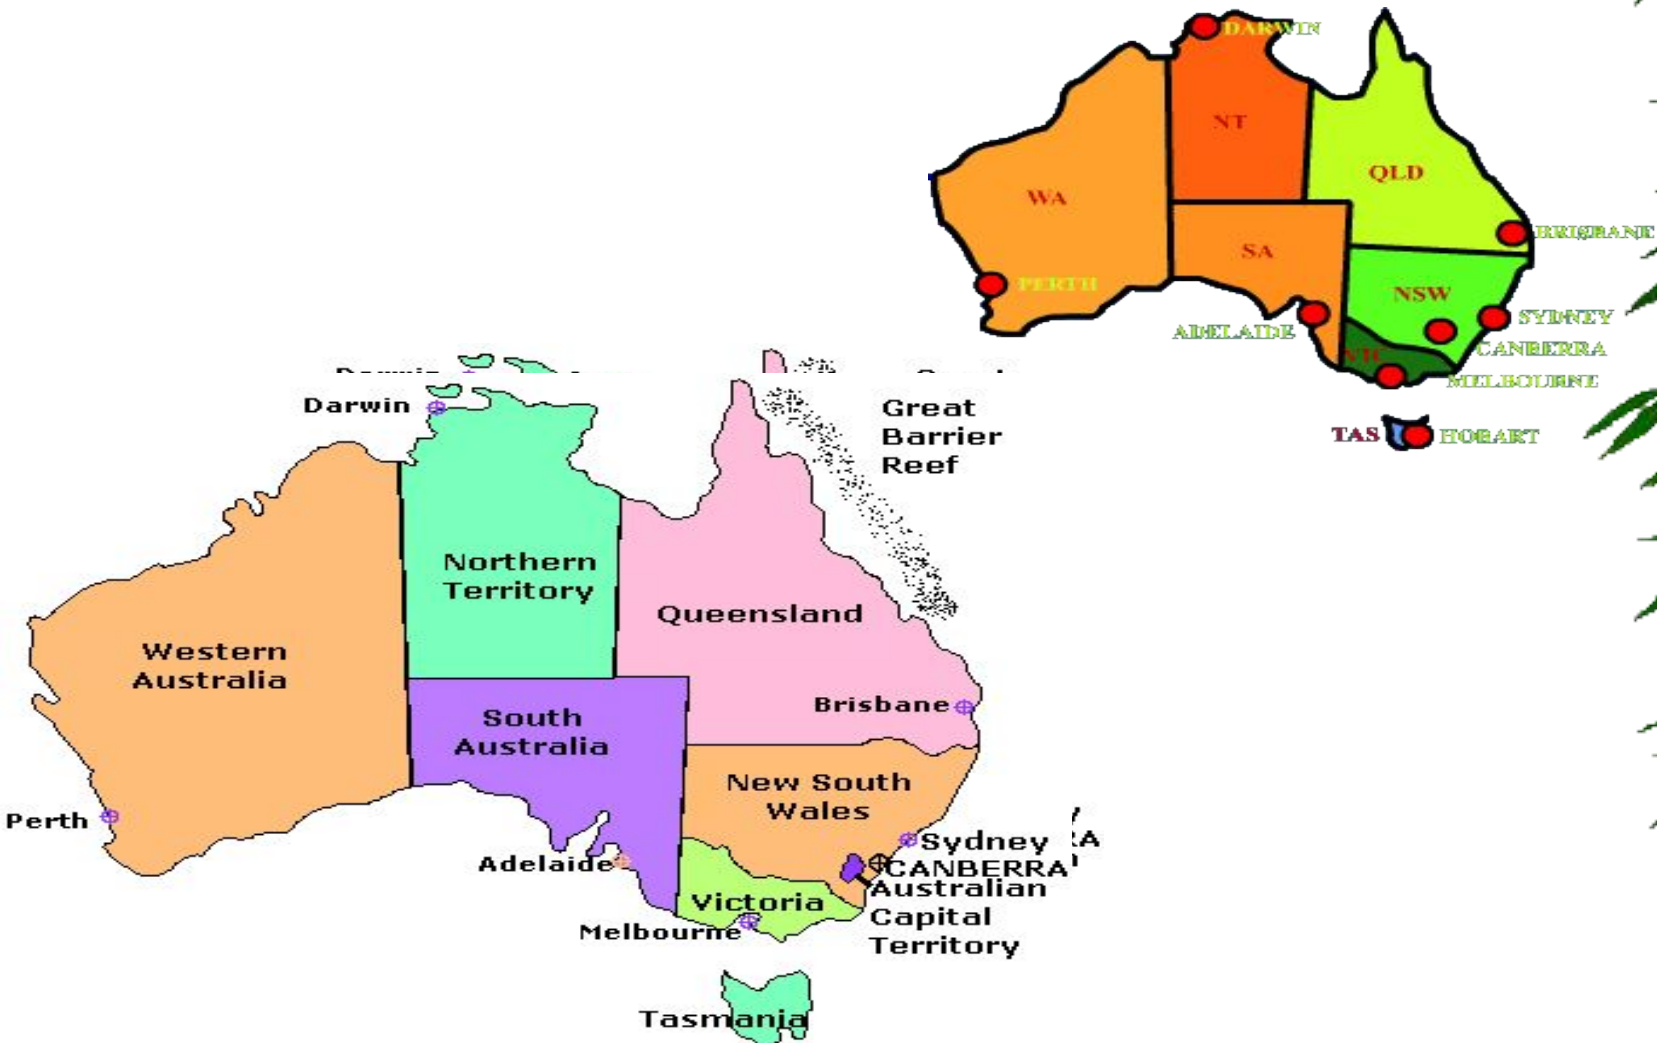 DARWIN
NT
QLD
WA
BRISBANE
SA
PERTH
NSW
SYDNEY
ADELAIDE
CANBERRA
VIC
MELBOURNE
TAS
HOBART
Darwin
Great
Barrier
Reef
Northern
Territory
Queensland
Western
Australia
Brisbane
South
Australia
New South
Wales
Perth
Sydney
Adelaide
CANBERRA
Australian
Victoria
Capital
Melbourne
Territory
Tasmania